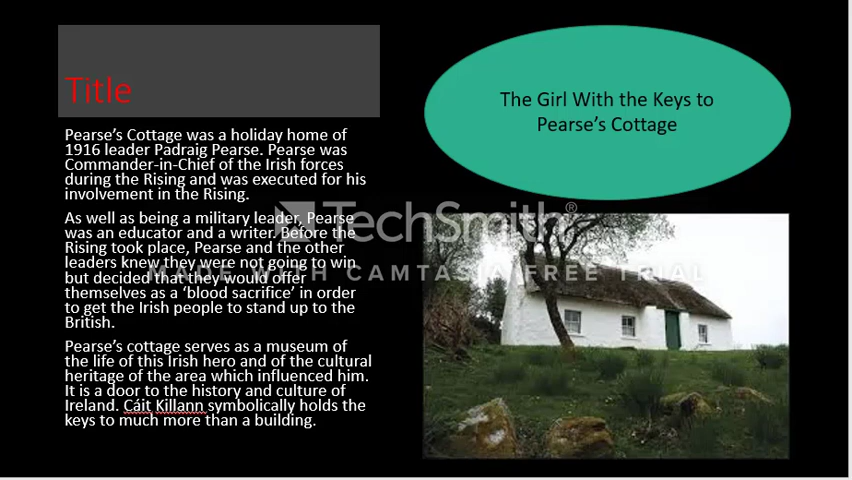 Title
Pearse's Cottage was a holiday home of
1916 leader Padraig Pearse. Pearse was
Commander-in-Chief of the Irish forces
during the Rising and was executed for his
involvement in the Rising.
As well as being a military leader, Pearse
was an educator and a writer. Before the
Rising took place, Pearse and the other
leaders knew they were not going to win
but decided that they would offer
themselves as a ‘blood sacrifice’ in order
to get the Irish people to stand up to the
British.
Pearse’s cottage serves as a museum of
the life of this Irish hero and of the cultural
heritage of the area which influenced him.
It is a door to the history and culture of
Ireland. Cáit Killann symbolically holds the
keys to much more than a building.
The Girl With the Keys to
Pearse’s Cottage
TechSmith®
MADE WITH CAMTASIA FREE TRIAL